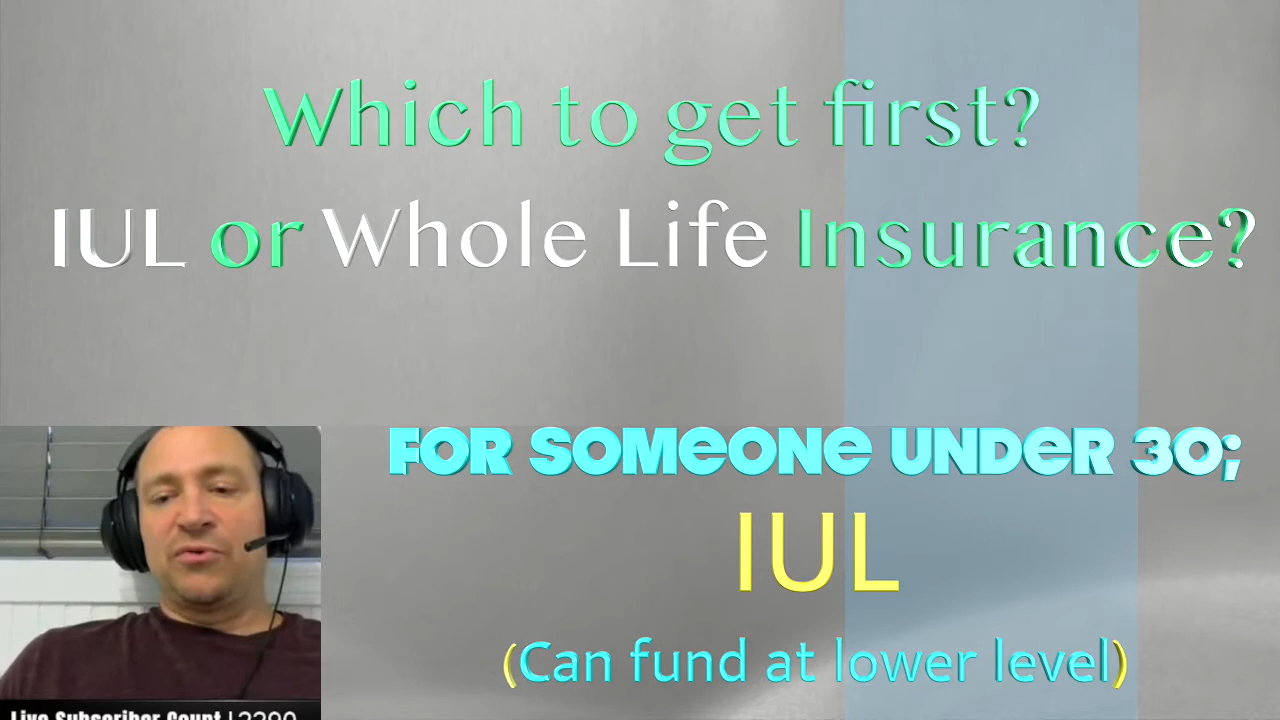 Which to get first?
IUL or Whole Life Insurance?
FOR SOMEONE UNDER 30;
IUL
(Can fund at lower level)
Live Subscriber Count | 3390